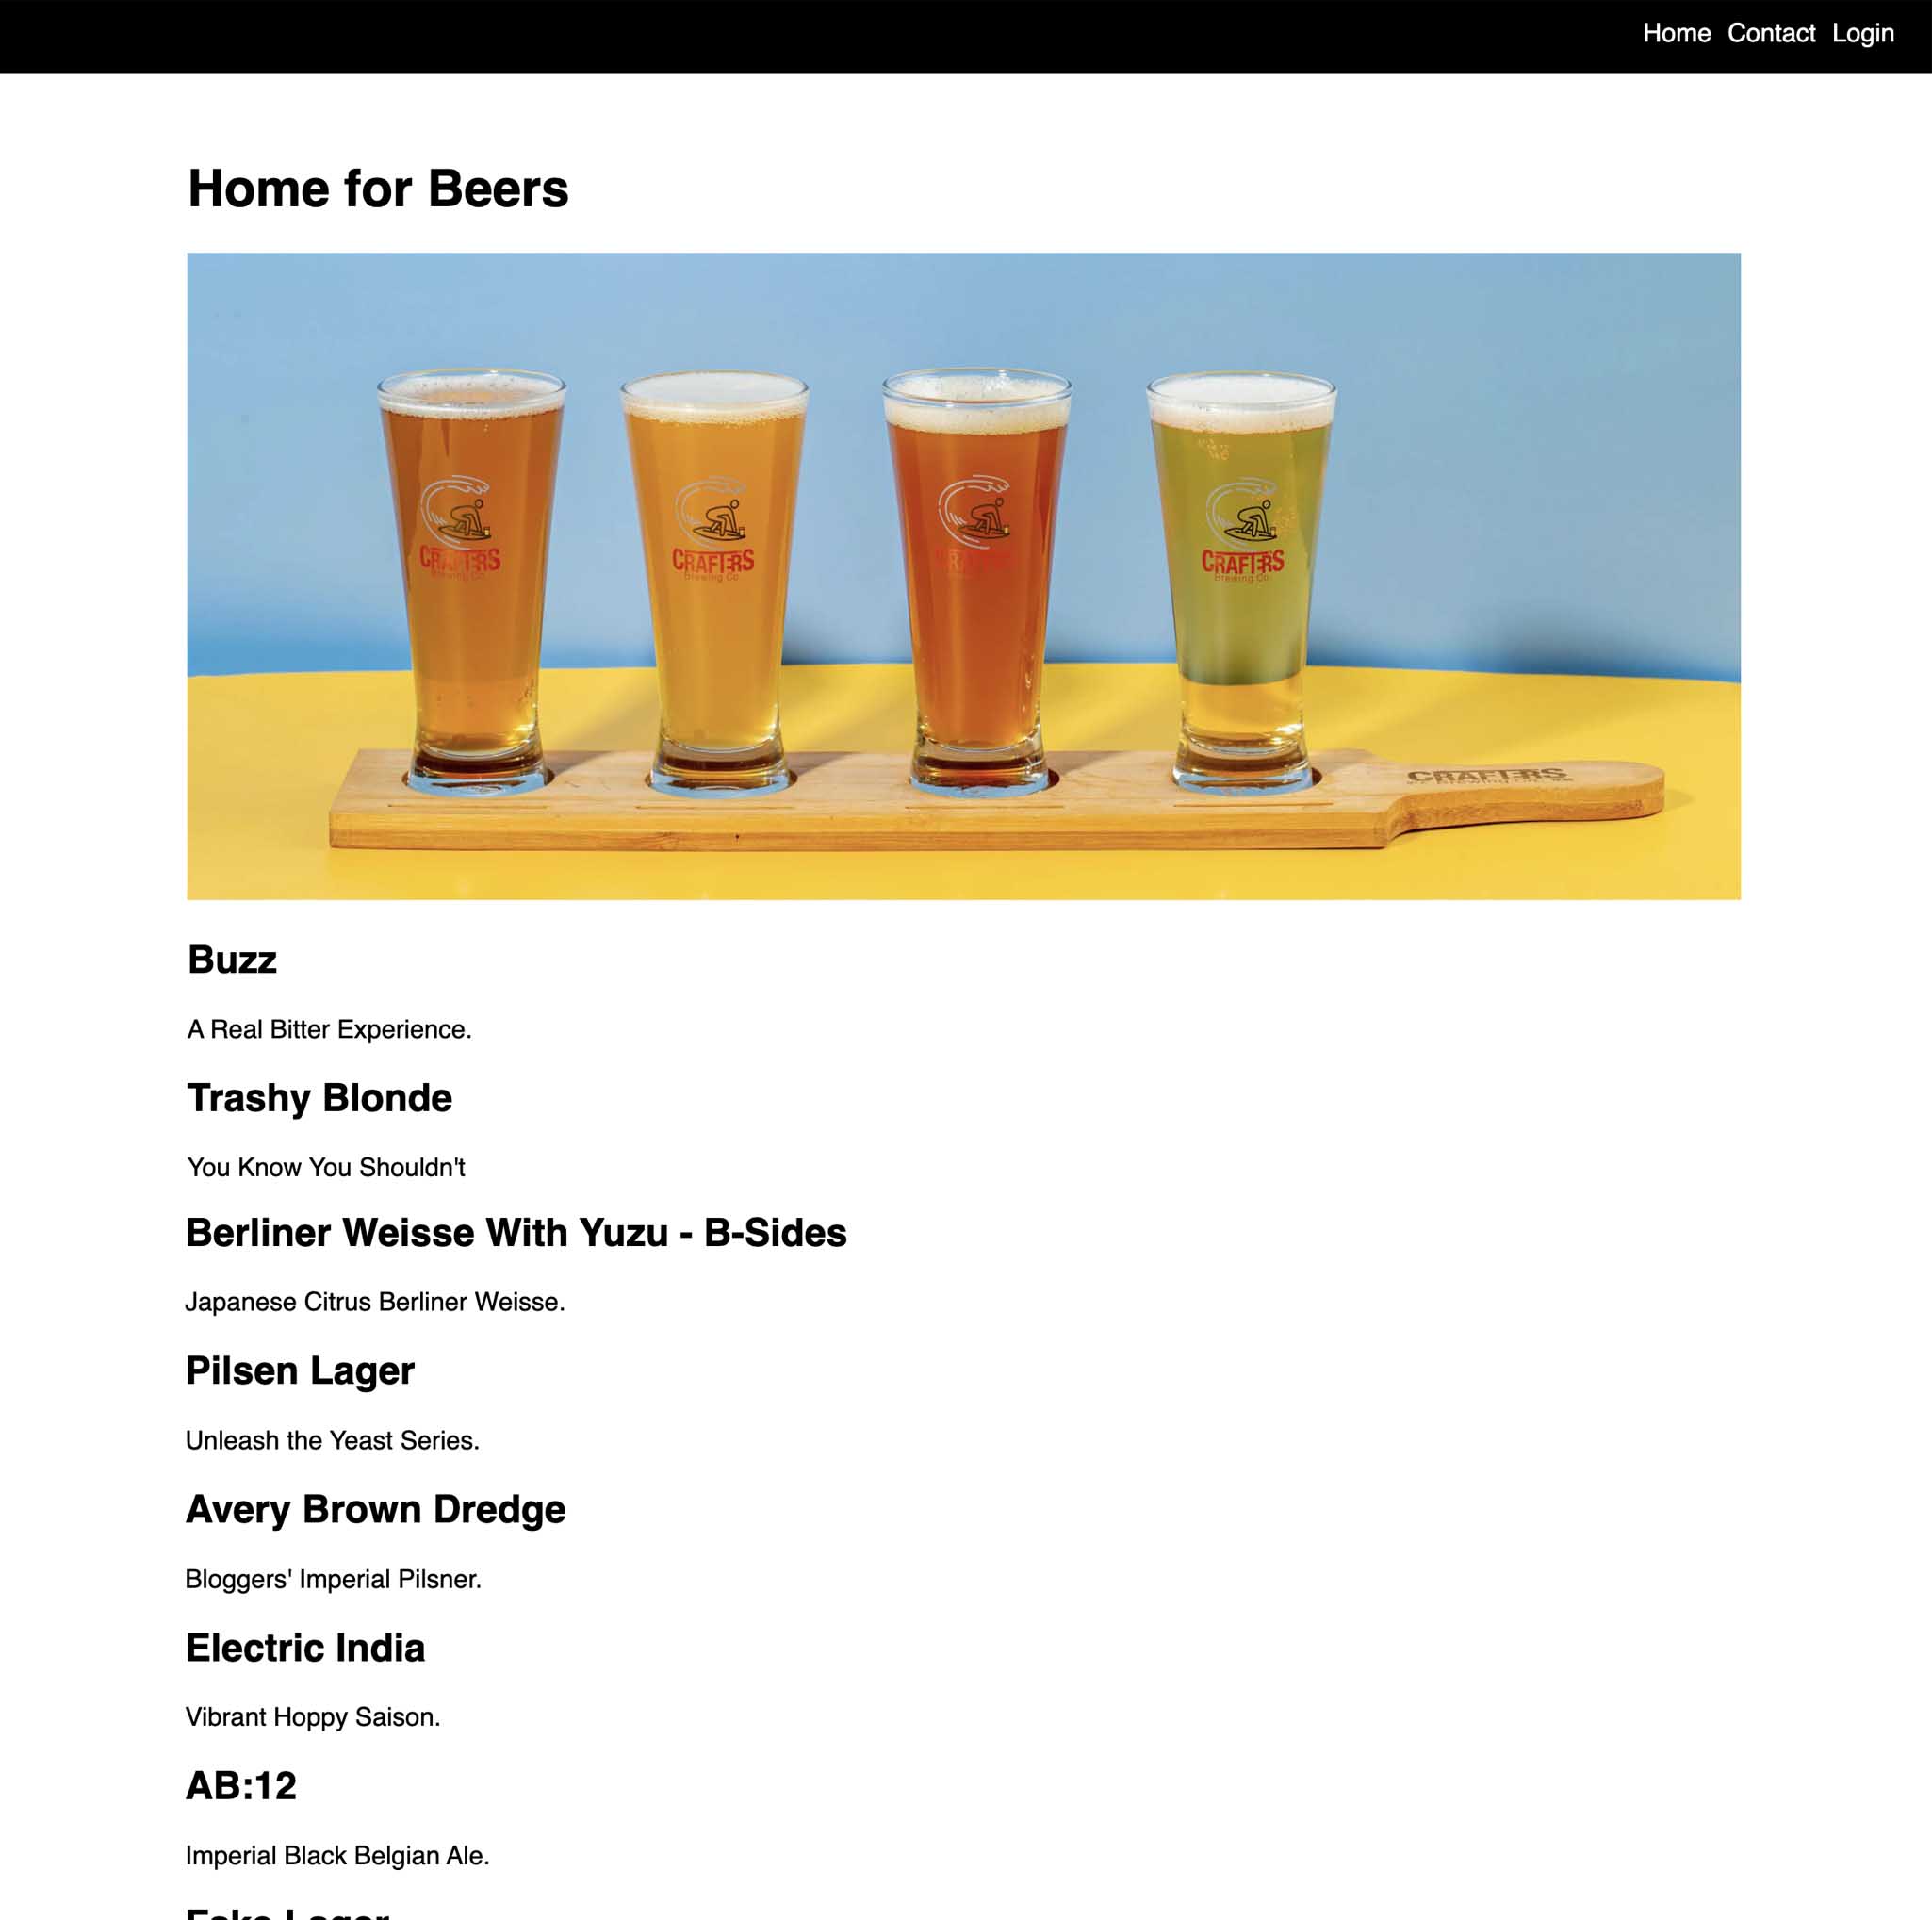 Home Contact Login
Home for Beers
CRAFTERS
Brewing Co
CRAFTERS
Brewing Co
CRAFTERS
CRAFTERS
Brewing Co
CRAFTERS
Buzz
A Real Bitter Experience.
Trashy Blonde
You Know You Shouldn't
Berliner Weisse With Yuzu - B-Sides
Japanese Citrus Berliner Weisse.
Pilsen Lager
Unleash the Yeast Series.
Avery Brown Dredge
Bloggers' Imperial Pilsner.
Electric India
Vibrant Hoppy Saison.
AB:12
Imperial Black Belgian Ale.
Fake Lager